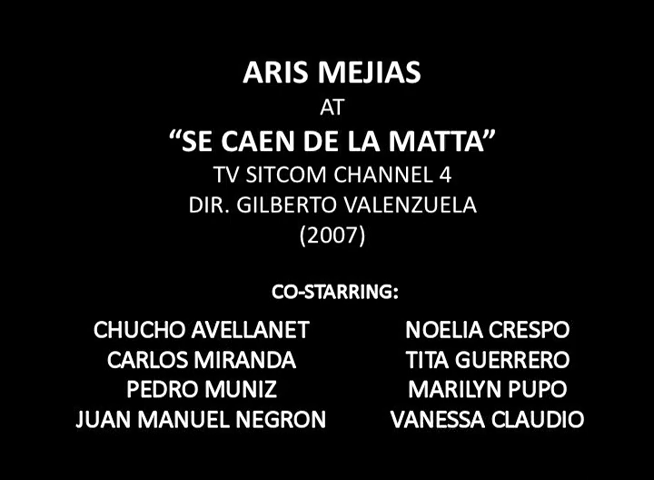 ARIS MEJIAS
AT
“SE CAEN DE LA MATTA”
TV SITCOM CHANNEL 4
DIR. GILBERTO VALENZUELA
(2007)
CO-STARRING:
CHUCHO AVELLANET
CARLOS MIRANDA
PEDRO MUNIZ
JUAN MANUEL NEGRON
NOELIA CRESPO
TITA GUERRERO
MARILYN PUPO
VANESSA CLAUDIO